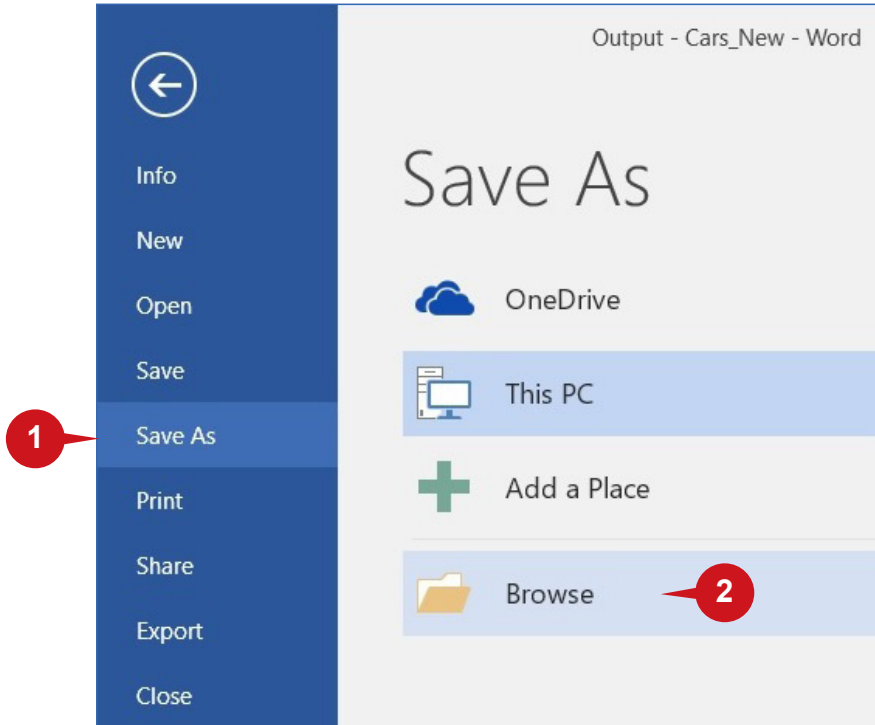 Output - Cars_New - Word
Info
New
Open
Save
Save As
Print
Share
Export
Close
Save As
OneDrive
This PC
Add a Place
Browse
1
2